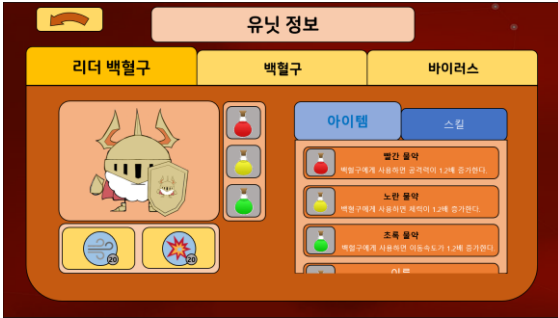 유닛 정보
리더 백혈구
백혈구
바이러스
아이템
스킬
빨간 물약
백혈구에게 사용하면 공격력이 1.2배 증가한다.
노란 물약
백혈구에게 사용하면 체력이 1.2배 증가한다.
초록 물약
백혈구에게 사용하면 이동속도가 1.2배 증가한다.
20
20